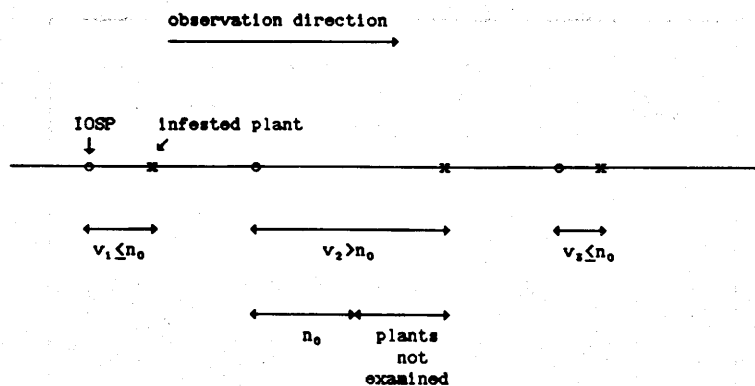 observation direction
IOSP infested plant
v₁≤n₀ v₂>n₀ v₃≤n₀
n₀ plants
not
examined